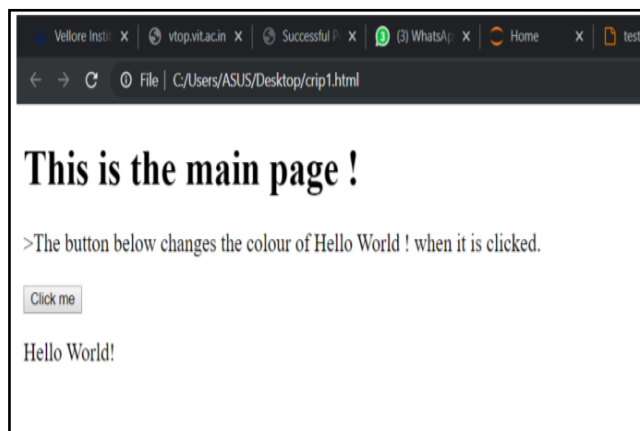 Vellore Instit vtop.vit.ac.in Successful P (3) WhatsAp Home test
File C:/Users/ASUS/Desktop/crip1.html
This is the main page !
>The button below changes the colour of Hello World ! when it is clicked.
Click me
Hello World!